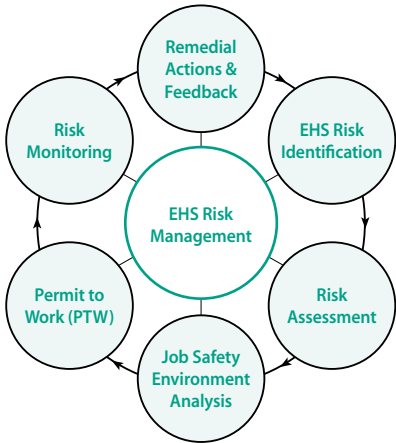 Remedial
Actions &
Feedback
EHS Risk
Identification
Risk
Assessment
Job Safety
Environment
Analysis
Permit to
Work (PTW)
Risk
Monitoring
EHS Risk
Management